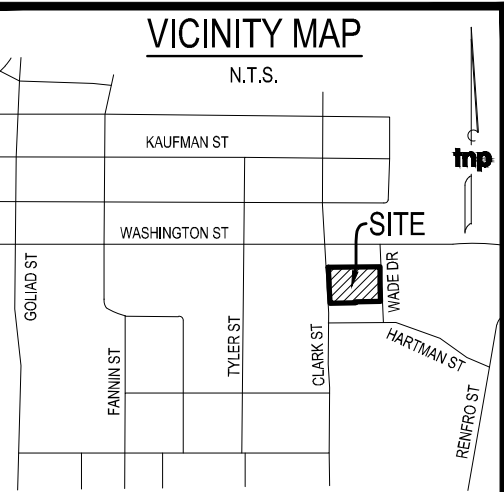 VICINITY MAP
N.T.S.
KAUFMAN ST
tnp
WASHINGTON ST
SITE
GOLIAD ST
WADE DR
FANNIN ST
TYLER ST
CLARK ST
HARTMAN ST
RENFRO ST